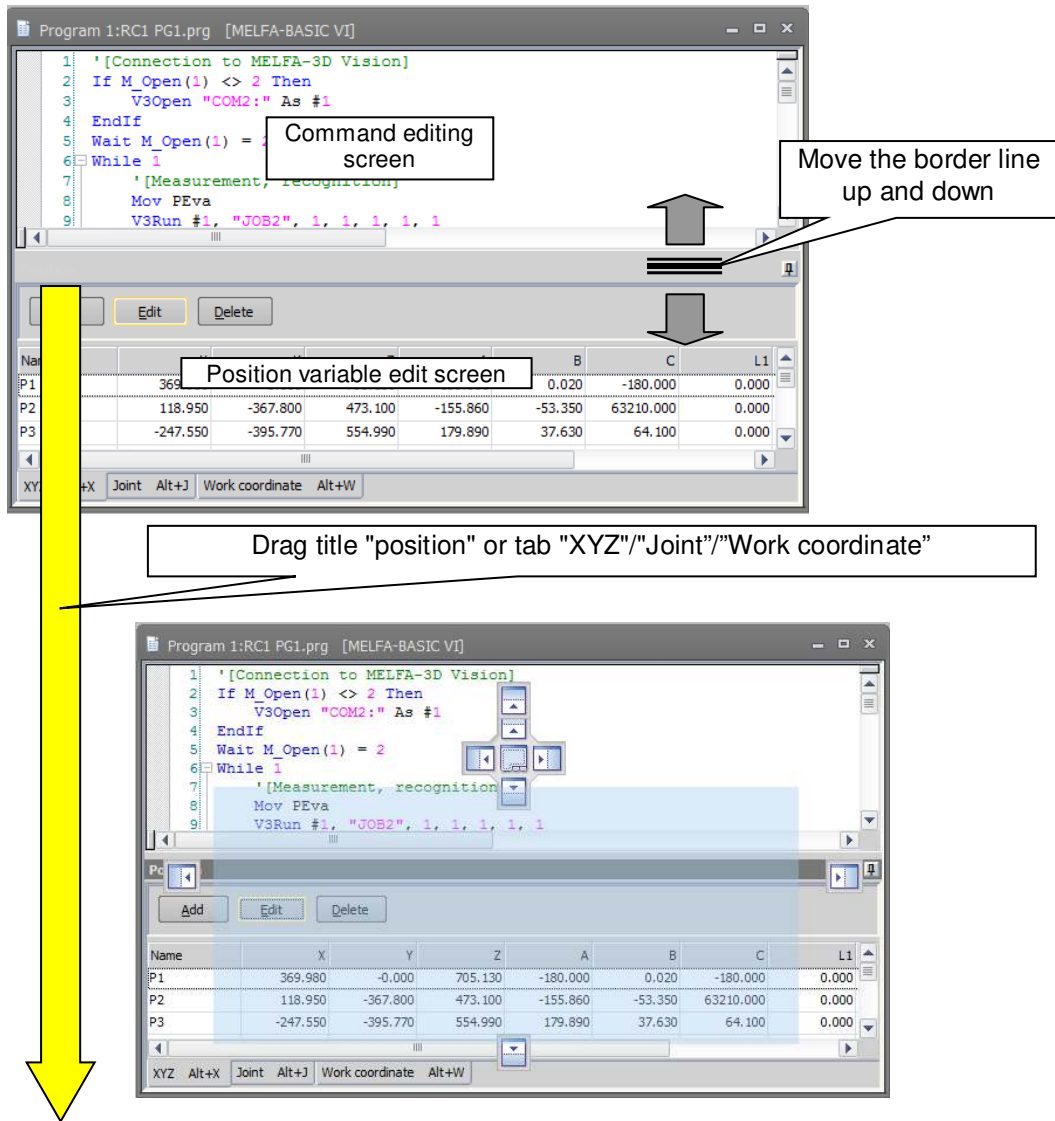 Program 1:RC1 PG1.prg [MELFA-BASIC VI]
1 '[Connection to MELFA-3D Vision]
2 If M_Open(1) <> 2 Then
3 V3Open "COM2:" As #1
4 EndIf
5 Wait M_Open(1) = 2
6 While 1
7 '[Measurement, recognition]
8 Mov PEva
9 V3Run #1, "JOB2", 1, 1, 1, 1, 1
Command editing
screen
Move the border line
up and down
Edit Delete
B C L1
Position variable edit screen
P1 0.020 -180.000 0.000
P2 118.950 -367.800 473.100 -155.860 -53.350 63210.000 0.000
P3 -247.550 -395.770 554.990 179.890 37.630 64.100 0.000
Joint Alt+J Work coordinate Alt+W
Drag title "position" or tab "XYZ"/"Joint”/”Work coordinate”
Program 1:RC1 PG1.prg [MELFA-BASIC VI]
1 '[Connection to MELFA-3D Vision]
2 If M_Open(1) <> 2 Then
3 V3Open "COM2:" As #1
4 EndIf
5 Wait M_Open(1) = 2
6 While 1
7 '[Measurement, recognition
8 Mov PEva
9 V3Run #1, "JOB2", 1, 1, 1, 1, 1
Add Edit Delete
Name X Y Z A B C L1
P1 369.980 -0.000 705.130 -180.000 0.020 -180.000 0.000
P2 118.950 -367.800 473.100 -155.860 -53.350 63210.000 0.000
P3 -247.550 -395.770 554.990 179.890 37.630 64.100 0.000
XYZ Alt+X Joint Alt+J Work coordinate Alt+W